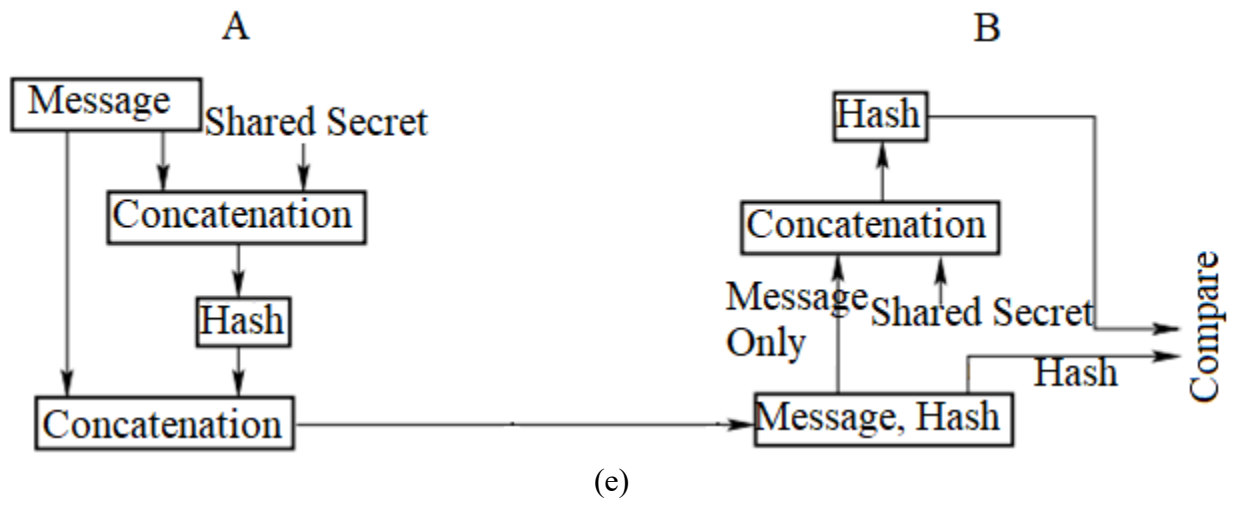 A
B
Message
Shared Secret
Concatenation
Hash
Concatenation
Hash
Concatenation
Message
Only
Shared Secret
Message, Hash
Hash
Compare
(e)